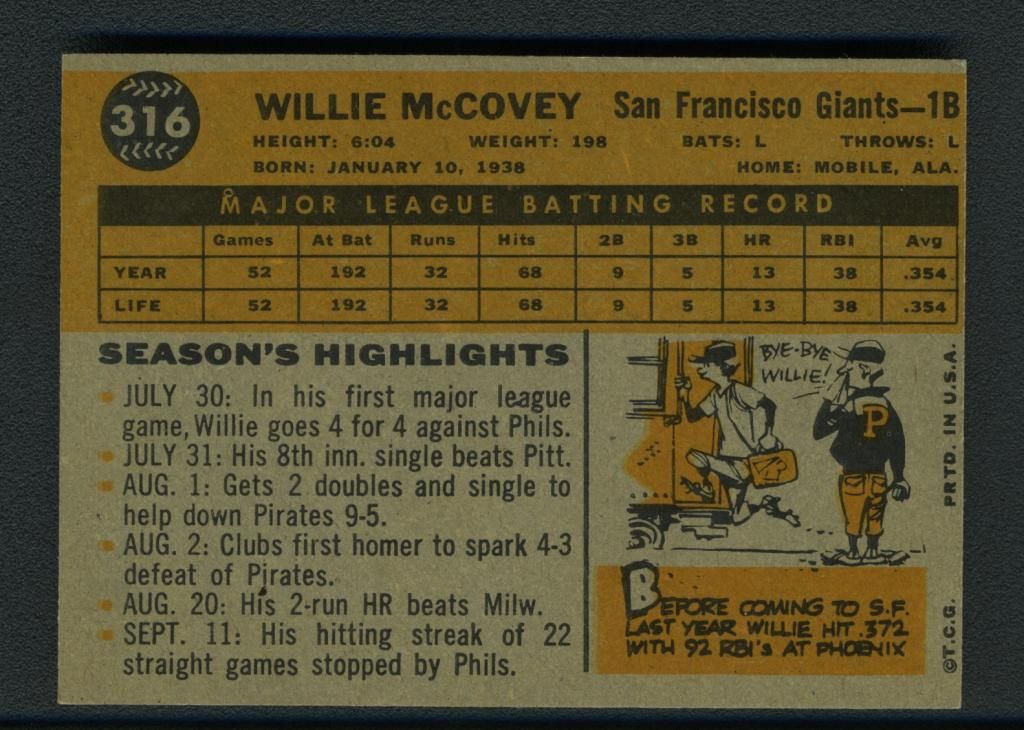 316
WILLIE McCOVEY San Francisco Giants—1B
HEIGHT: 6:04 WEIGHT: 198 BATS: L THROWS: L
BORN: JANUARY 10, 1938 HOME: MOBILE, ALA.
MAJOR LEAGUE BATTING RECORD
Games At Bat Runs Hits 2B 3B HR RBI Avg
YEAR 52 192 32 68 9 5 13 38 .354
LIFE 52 192 32 68 9 5 13 38 .354
SEASON'S HIGHLIGHTS
JULY 30: In his first major league
game, Willie goes 4 for 4 against Phils.
JULY 31: His 8th inn. single beats Pitt.
AUG. 1: Gets 2 doubles and single to
help down Pirates 9-5.
AUG. 2: Clubs first homer to spark 4-3
defeat of Pirates.
AUG. 20: His 2-run HR beats Milw.
SEPT. 11: His hitting streak of 22
straight games stopped by Phils.
BYE-BYE
WILLIE!
P
BEFORE COMING TO S.F.
LAST YEAR WILLIE HIT .372
WITH 92 RBI's AT PHOENIX
©T.C.G. PRTD. IN U.S.A.